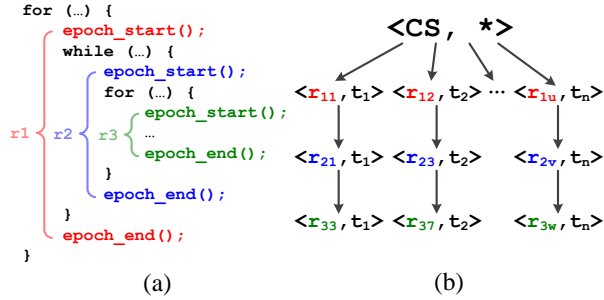 for (…) {
epoch_start();
while (…) {
epoch_start();
for (…) {
epoch_start();
…
epoch_end();
}
epoch_end();
}
epoch_end();
}
r1
r2
r3
(a)
<CS, *>
<r11,t1> <r12,t2> … <r1u,tn>
<r21,t1> <r23,t2> <r2v,tn>
<r33,t1> <r37,t2> <r3w,tn>
(b)